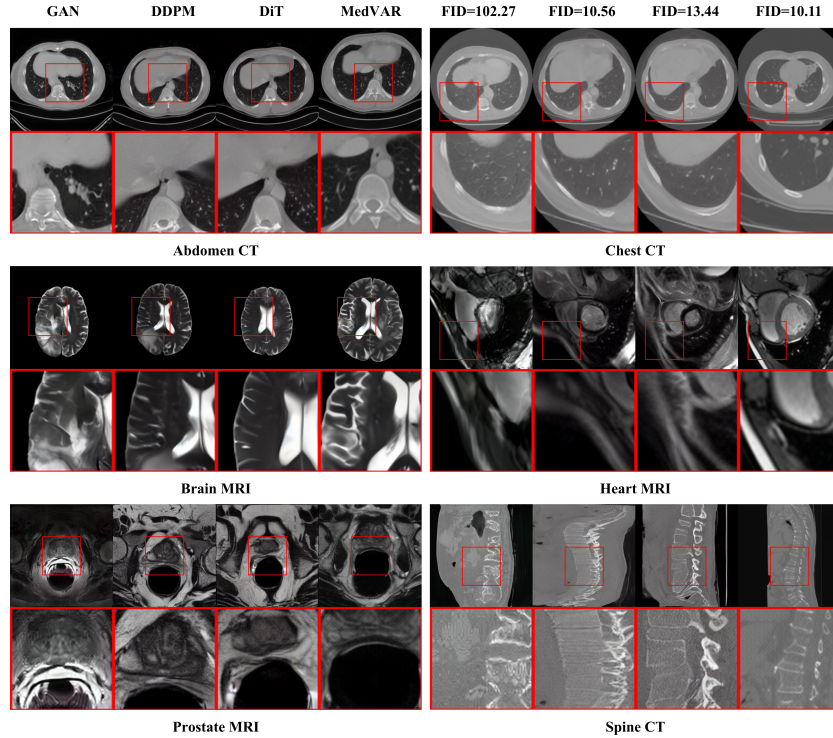 GAN DDPM DiT MedVAR FID=102.27 FID=10.56 FID=13.44 FID=10.11
Abdomen CT Chest CT
Brain MRI Heart MRI
Prostate MRI Spine CT